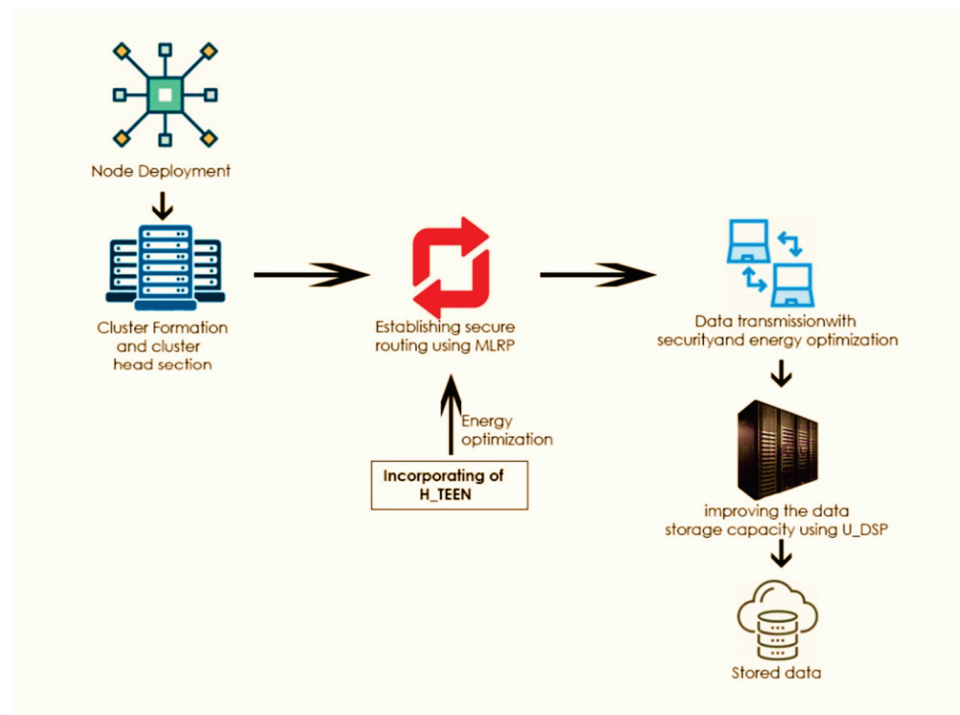 Node Deployment
Cluster Formation
and cluster
head section
Establishing secure
routing using MLRP
Energy
optimization
Incorporating of
H_TEEN
Data transmissionwith
securityand energy optimization
improving the data
storage capacity using U_DSP
Stored data